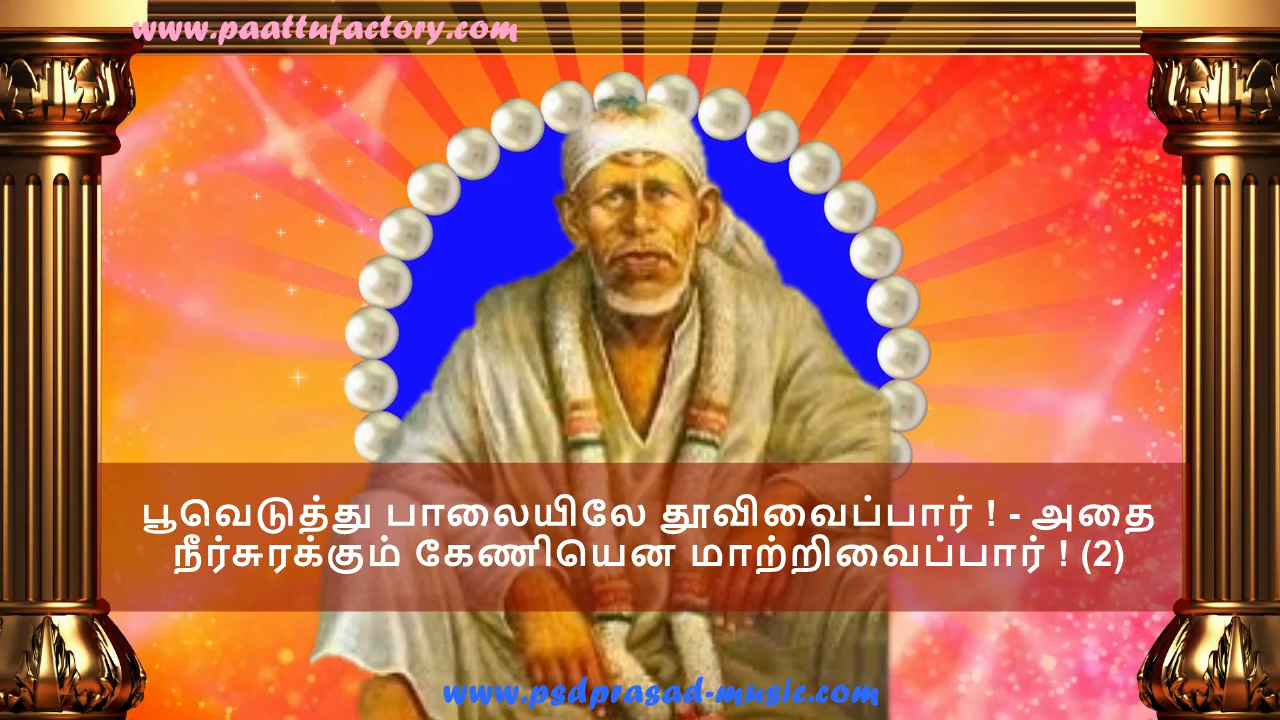 www.paattufactory.com
பூவெடுத்து பாலையிலே தூவிவைப்பார் ! - அதை
நீர்சுரக்கும் கேணியென மாற்றிவைப்பார் ! (2)
www.psdprasad-music.com